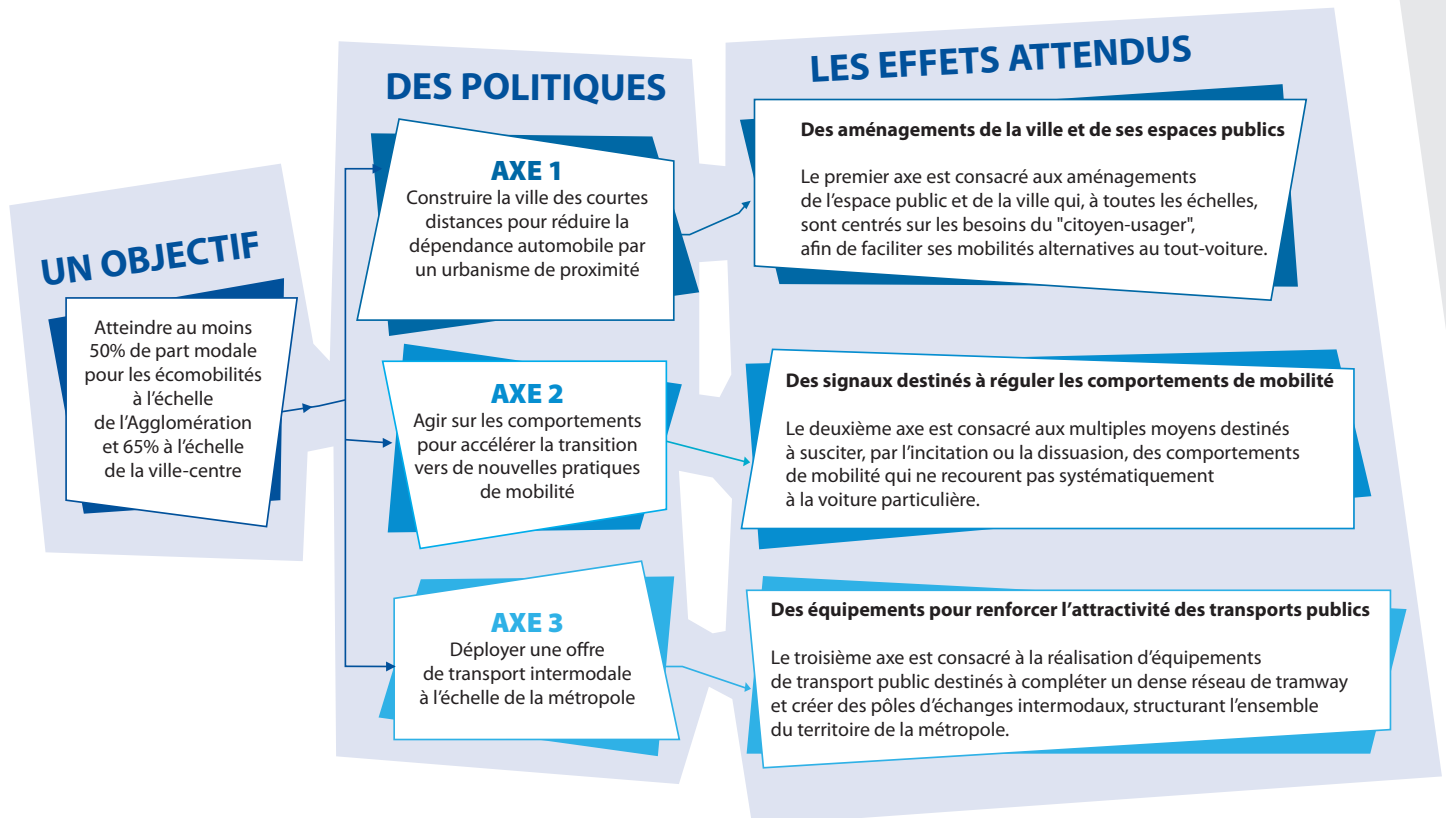 UN OBJECTIF
Atteindre au moins
50% de part modale
pour les écomobilités
à l'échelle
de l'Agglomération
et 65% à l'échelle
de la ville-centre
DES POLITIQUES
AXE 1
Construire la ville des courtes
distances pour réduire la
dépendance automobile par
un urbanisme de proximité
AXE 2
Agir sur les comportements
pour accélérer la transition
vers de nouvelles pratiques
de mobilité
AXE 3
Déployer une offre
de transport intermodale
à l'échelle de la métropole
LES EFFETS ATTENDUS
Des aménagements de la ville et de ses espaces publics
Le premier axe est consacré aux aménagements
de l'espace public et de la ville qui, à toutes les échelles,
sont centrés sur les besoins du "citoyen-usager",
afin de faciliter ses mobilités alternatives au tout-voiture.
Des signaux destinés à réguler les comportements de mobilité
Le deuxième axe est consacré aux multiples moyens destinés
à susciter, par l'incitation ou la dissuasion, des comportements
de mobilité qui ne recourent pas systématiquement
à la voiture particulière.
Des équipements pour renforcer l'attractivité des transports publics
Le troisième axe est consacré à la réalisation d'équipements
de transport public destinés à compléter un dense réseau de tramway
et créer des pôles d'échanges intermodaux, structurant l'ensemble
du territoire de la métropole.